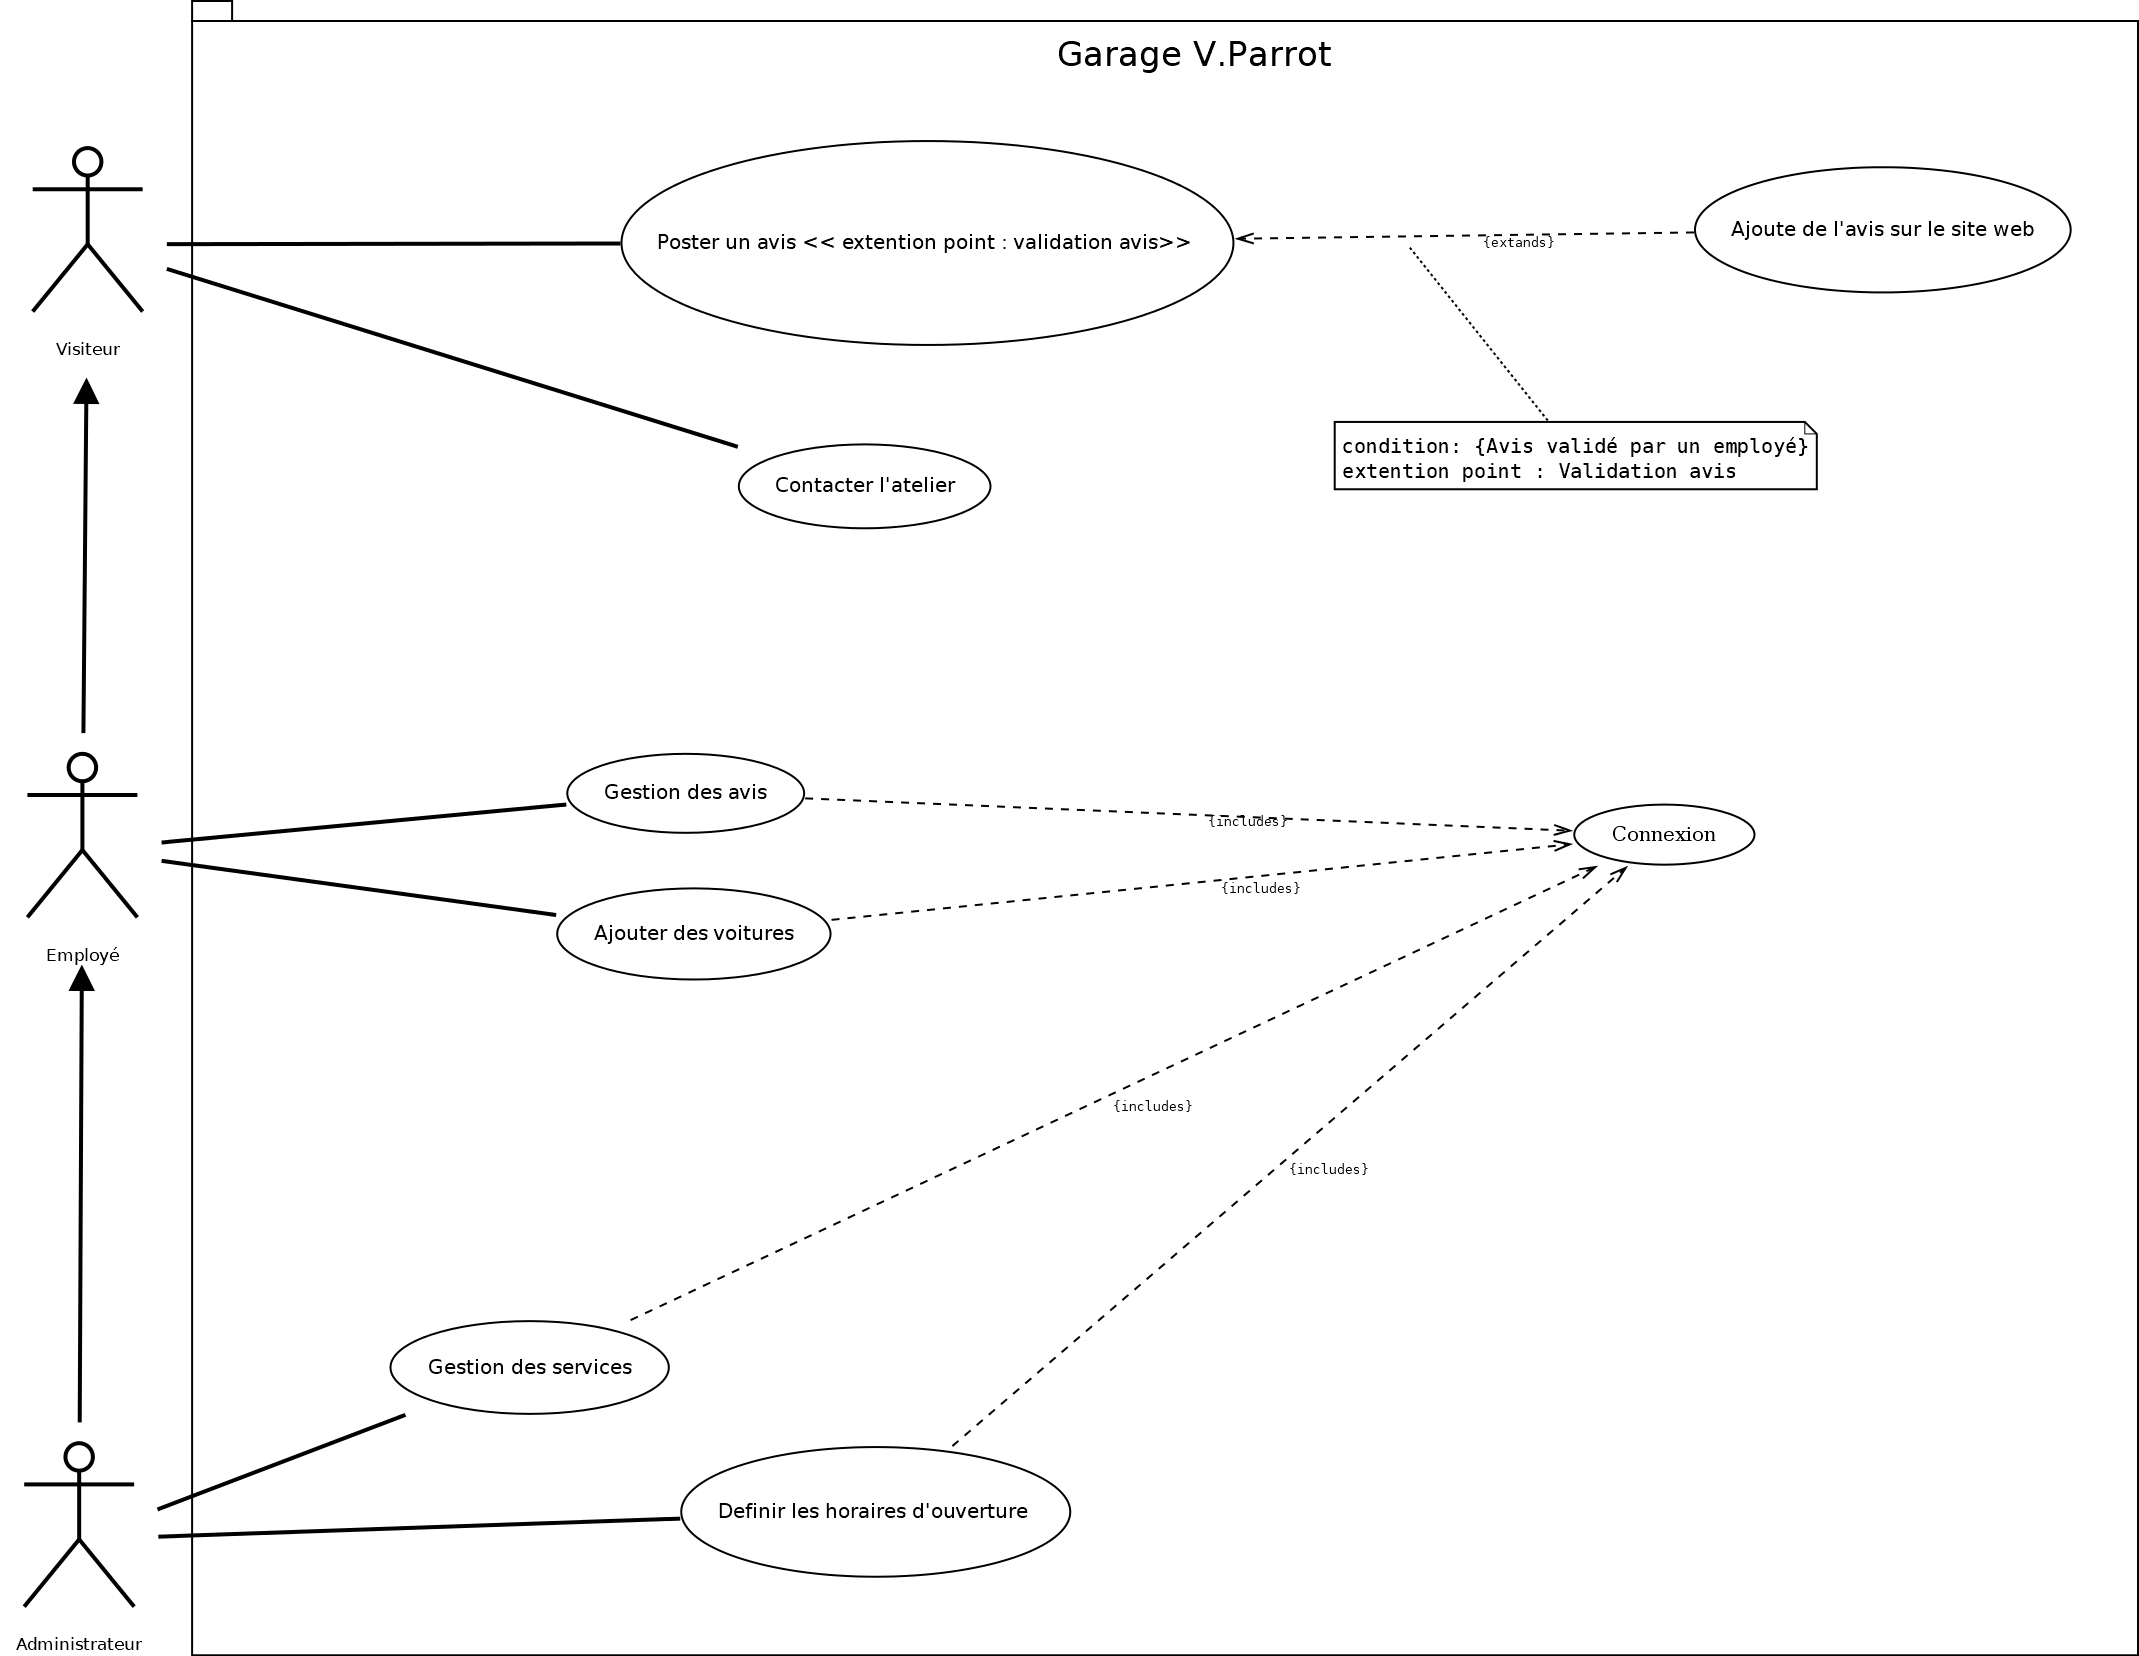 Garage V.Parrot
Poster un avis << extention point : validation avis>>
Ajoute de l'avis sur le site web
{extands}
Visiteur
condition: {Avis validé par un employé}
extention point : Validation avis
Contacter l'atelier
Gestion des avis
{includes}
Connexion
{includes}
Ajouter des voitures
Employé
{includes}
{includes}
Gestion des services
Definir les horaires d'ouverture
Administrateur